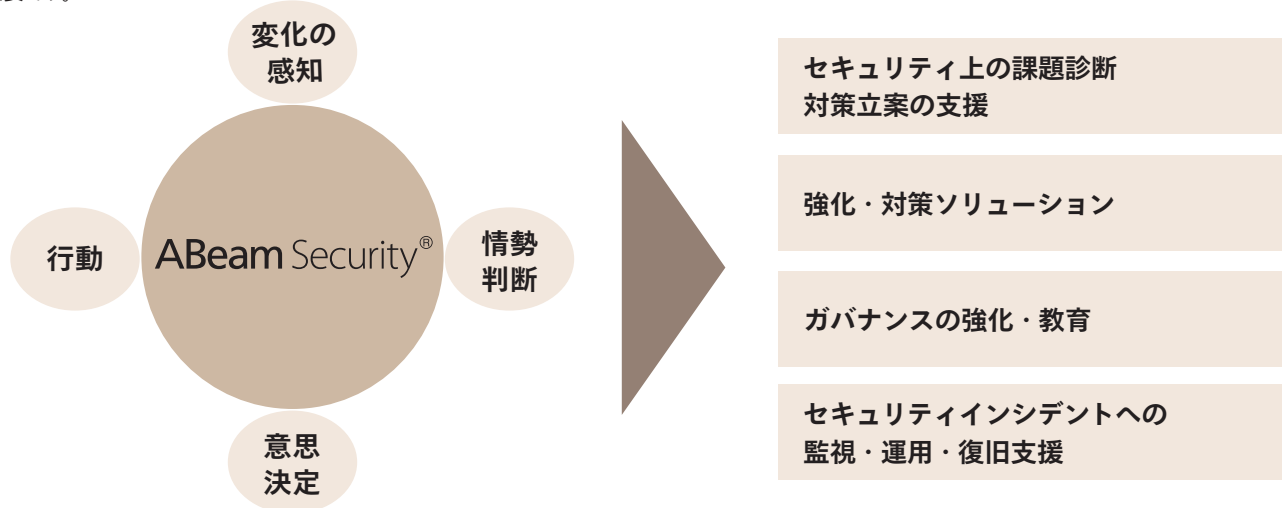 変化の
感知
行動
ABeam Security®
情勢
判断
意思
決定
セキュリティ上の課題診断
対策立案の支援
強化・対策ソリューション
ガバナンスの強化・教育
セキュリティインシデントへの
監視・運用・復旧支援